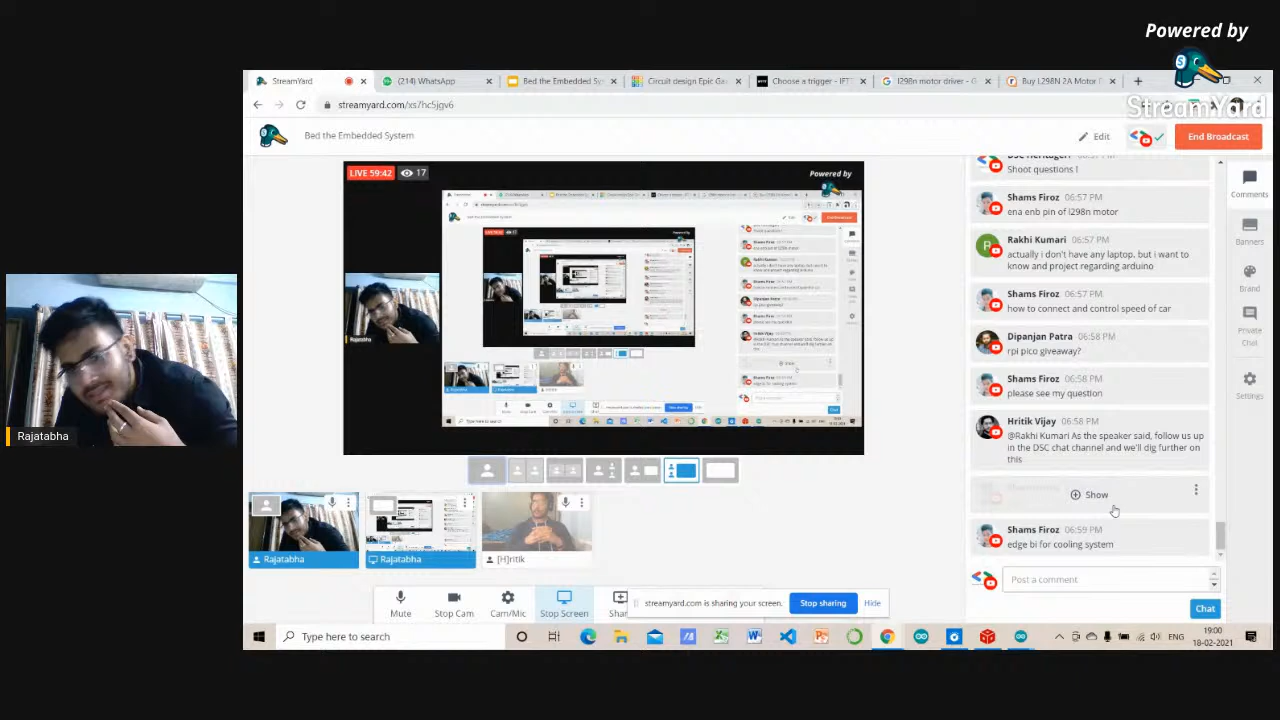 Powered by
StreamYard
StreamYard
(214) WhatsApp
Bed the Embedded Sys
Circuit design Epic Ga
Choose a trigger - IFTT
l298n motor driver - G
Buy L298N 2A Motor
streamyard.com/xs7hc5jgv6
Bed the Embedded System
Edit
End Broadcast
LIVE 59:42
17
Powered by
Shoot questions !
Shams Firoz 06:57 PM
ena enb pin of l298n motor
Rakhi Kumari 06:57 PM
actually i don't have my laptop, but i want to
know and project regarding arduino
Shams Firoz 06:57 PM
how to connect and control speed of car
Dipanjan Patra 06:58 PM
rpi pico giveaway?
Shams Firoz 06:58 PM
please use my question
Hritik Vijay 06:58 PM
@Rakhi Kumari As the speaker said, follow us up
in the DSC chat channel and we'll dig further on
this
Show
Shams Firoz 06:59 PM
edge bi for cooling system
Post a comment
Chat
Comments
Banners
Brand
Private
Chat
Settings
Rajatabha
Rajatabha
Rajatabha
Rajatabha
[H]ritik
Mute
Stop Cam
Cam/Mic
Stop Screen
Shar
streamyard.com is sharing your screen.
Stop sharing
Hide
Type here to search
ENG
19:00
18-02-2021